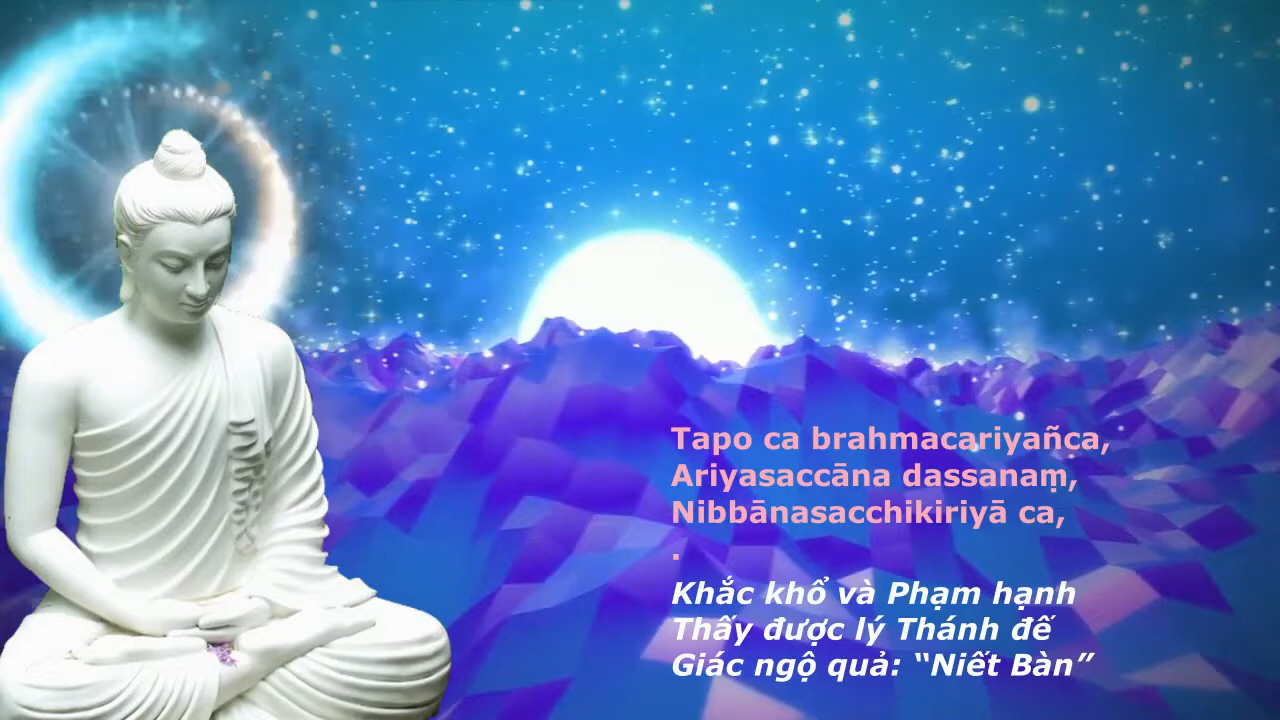 Tapo ca brahmacariyañca,
Ariyasaccāna dassanaṃ,
Nibbānasacchikiriyā ca,
.
Khắc khổ và Phạm hạnh
Thấy được lý Thánh đế
Giác ngộ quả: “Niết Bàn”